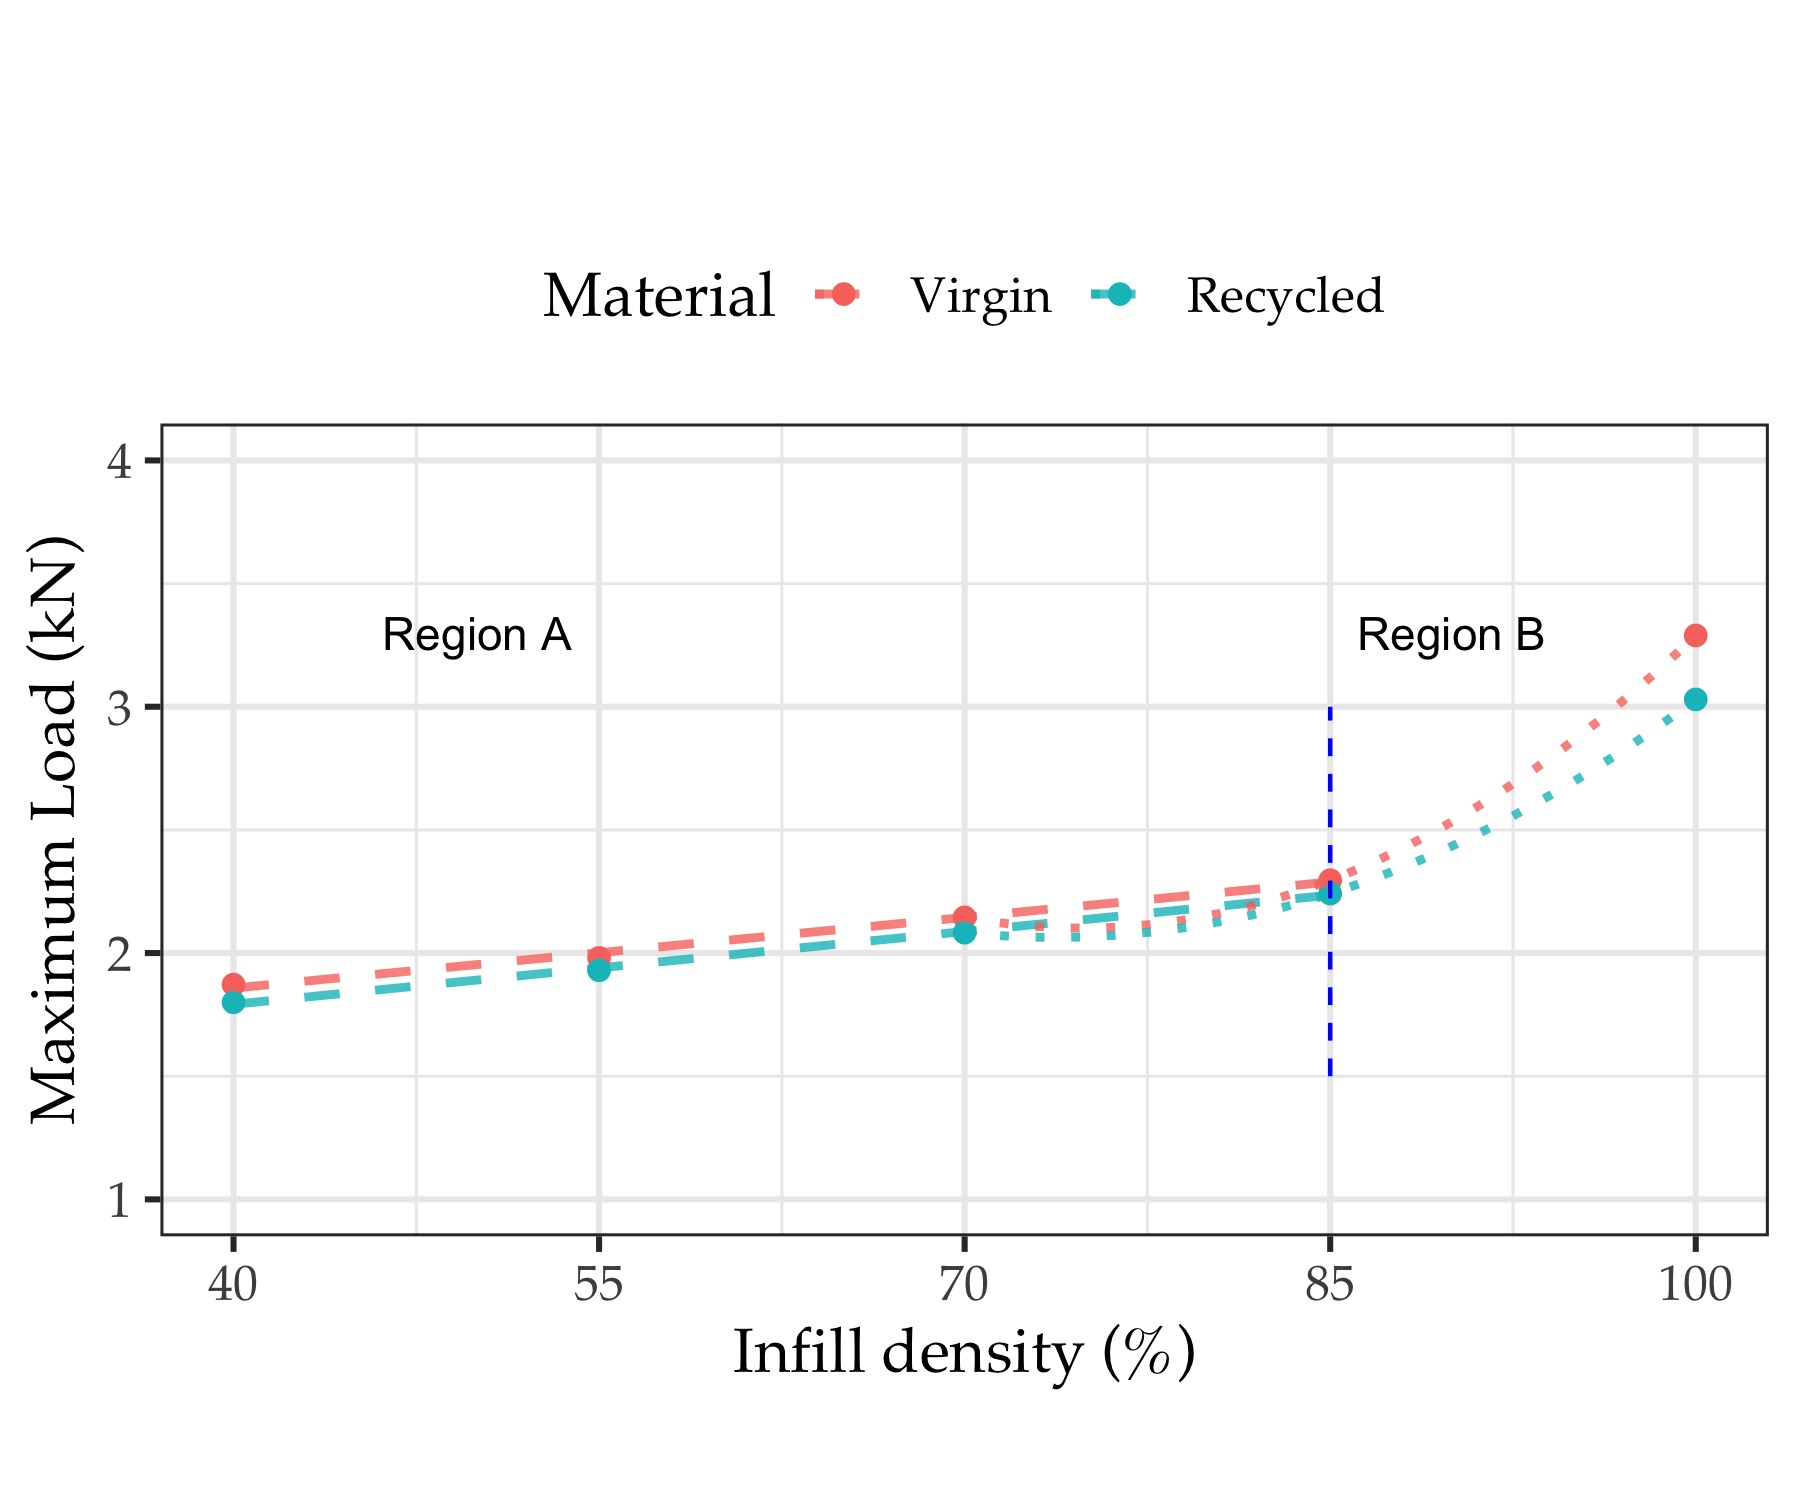 Material Virgin Recycled
4
3
2
1
Maximum Load (kN)
Region A Region B
40 55 70 85 100
Infill density (%)